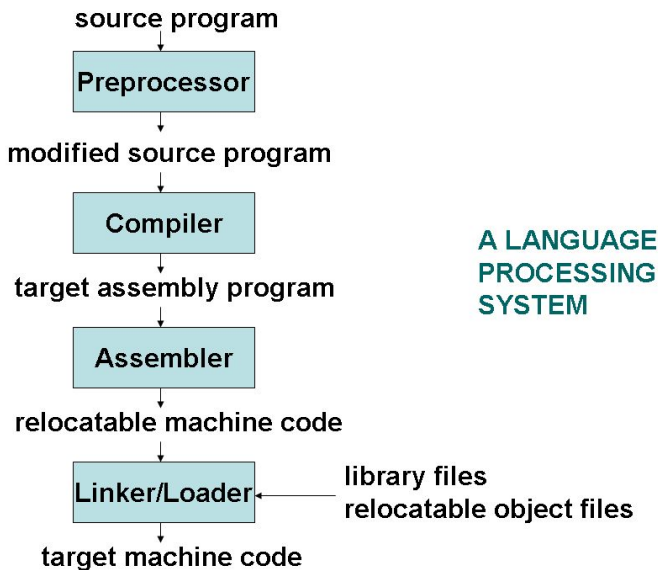 source program
Preprocessor
modified source program
Compiler
A LANGUAGE
PROCESSING
SYSTEM
target assembly program
Assembler
relocatable machine code
Linker/Loader
library files
relocatable object files
target machine code